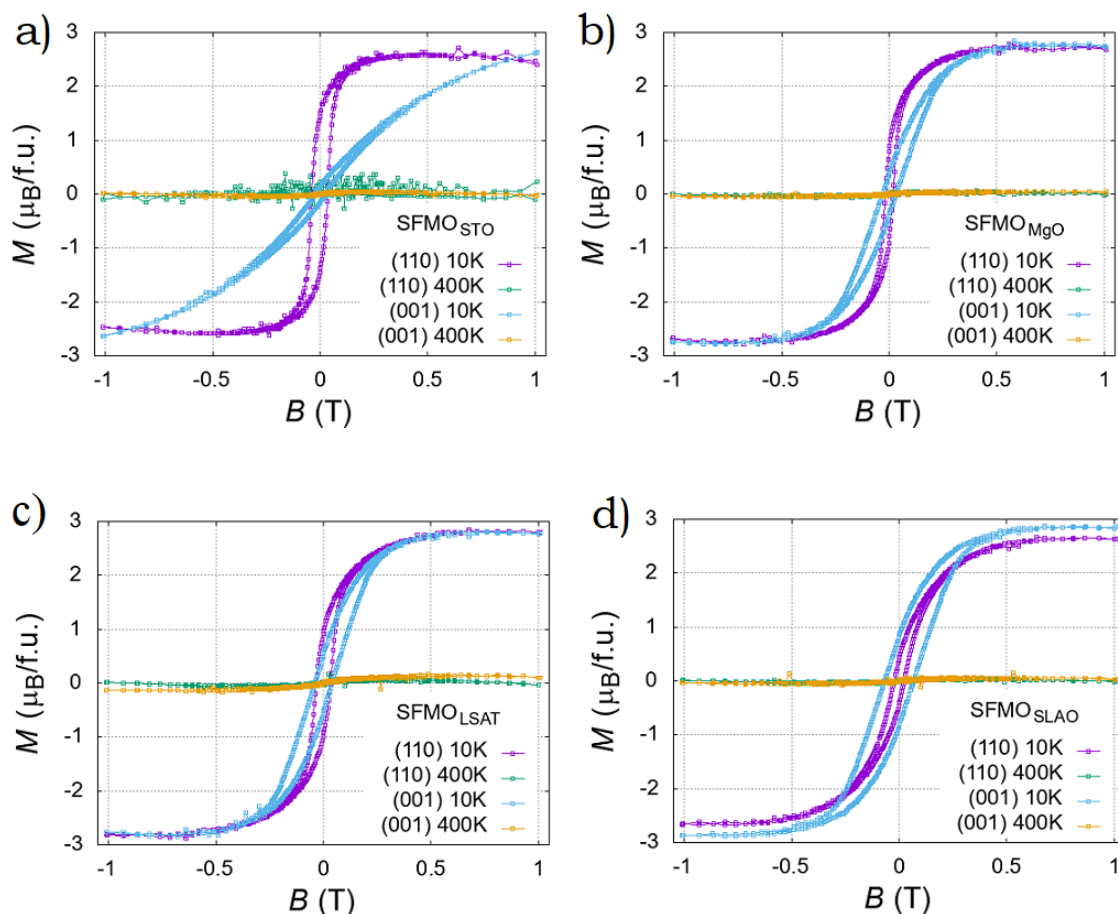 a)
3
2
1
0
-1
-2
-3
M (μB/f.u.)
SFMOSTO
(110) 10K
(110) 400K
(001) 10K
(001) 400K
-1
-0.5
0
0.5
1
B (T)
b)
3
2
1
0
-1
-2
-3
M (μB/f.u.)
SFMOMgO
(110) 10K
(110) 400K
(001) 10K
(001) 400K
-1
-0.5
0
0.5
1
B (T)
c)
3
2
1
0
-1
-2
-3
M (μB/f.u.)
SFMOLSAT
(110) 10K
(110) 400K
(001) 10K
(001) 400K
-1
-0.5
0
0.5
1
B (T)
d)
3
2
1
0
-1
-2
-3
M (μB/f.u.)
SFMOSLAO
(110) 10K
(110) 400K
(001) 10K
(001) 400K
-1
-0.5
0
0.5
1
B (T)